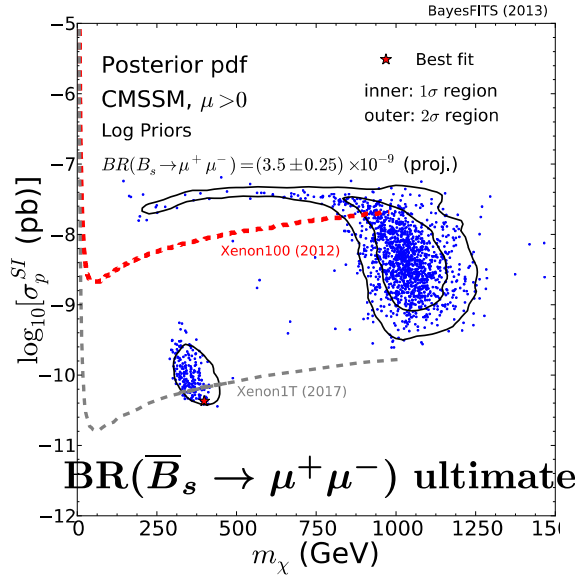 BayesFITS (2013)
Posterior pdf
CMSSM, μ > 0
Log Priors
BR(B_s → μ⁺ μ⁻) = (3.5 ± 0.25) × 10⁻⁹ (proj.)
Best fit
inner: 1σ region
outer: 2σ region
Xenon100 (2012)
Xenon1T (2017)
BR(B̅_s → μ⁺μ⁻) ultimate
log₁₀[σ_p^{SI} (pb)]
−5
−6
−7
−8
−9
−10
−11
−12
0 250 500 750 1000 1250 1500
m_χ (GeV)